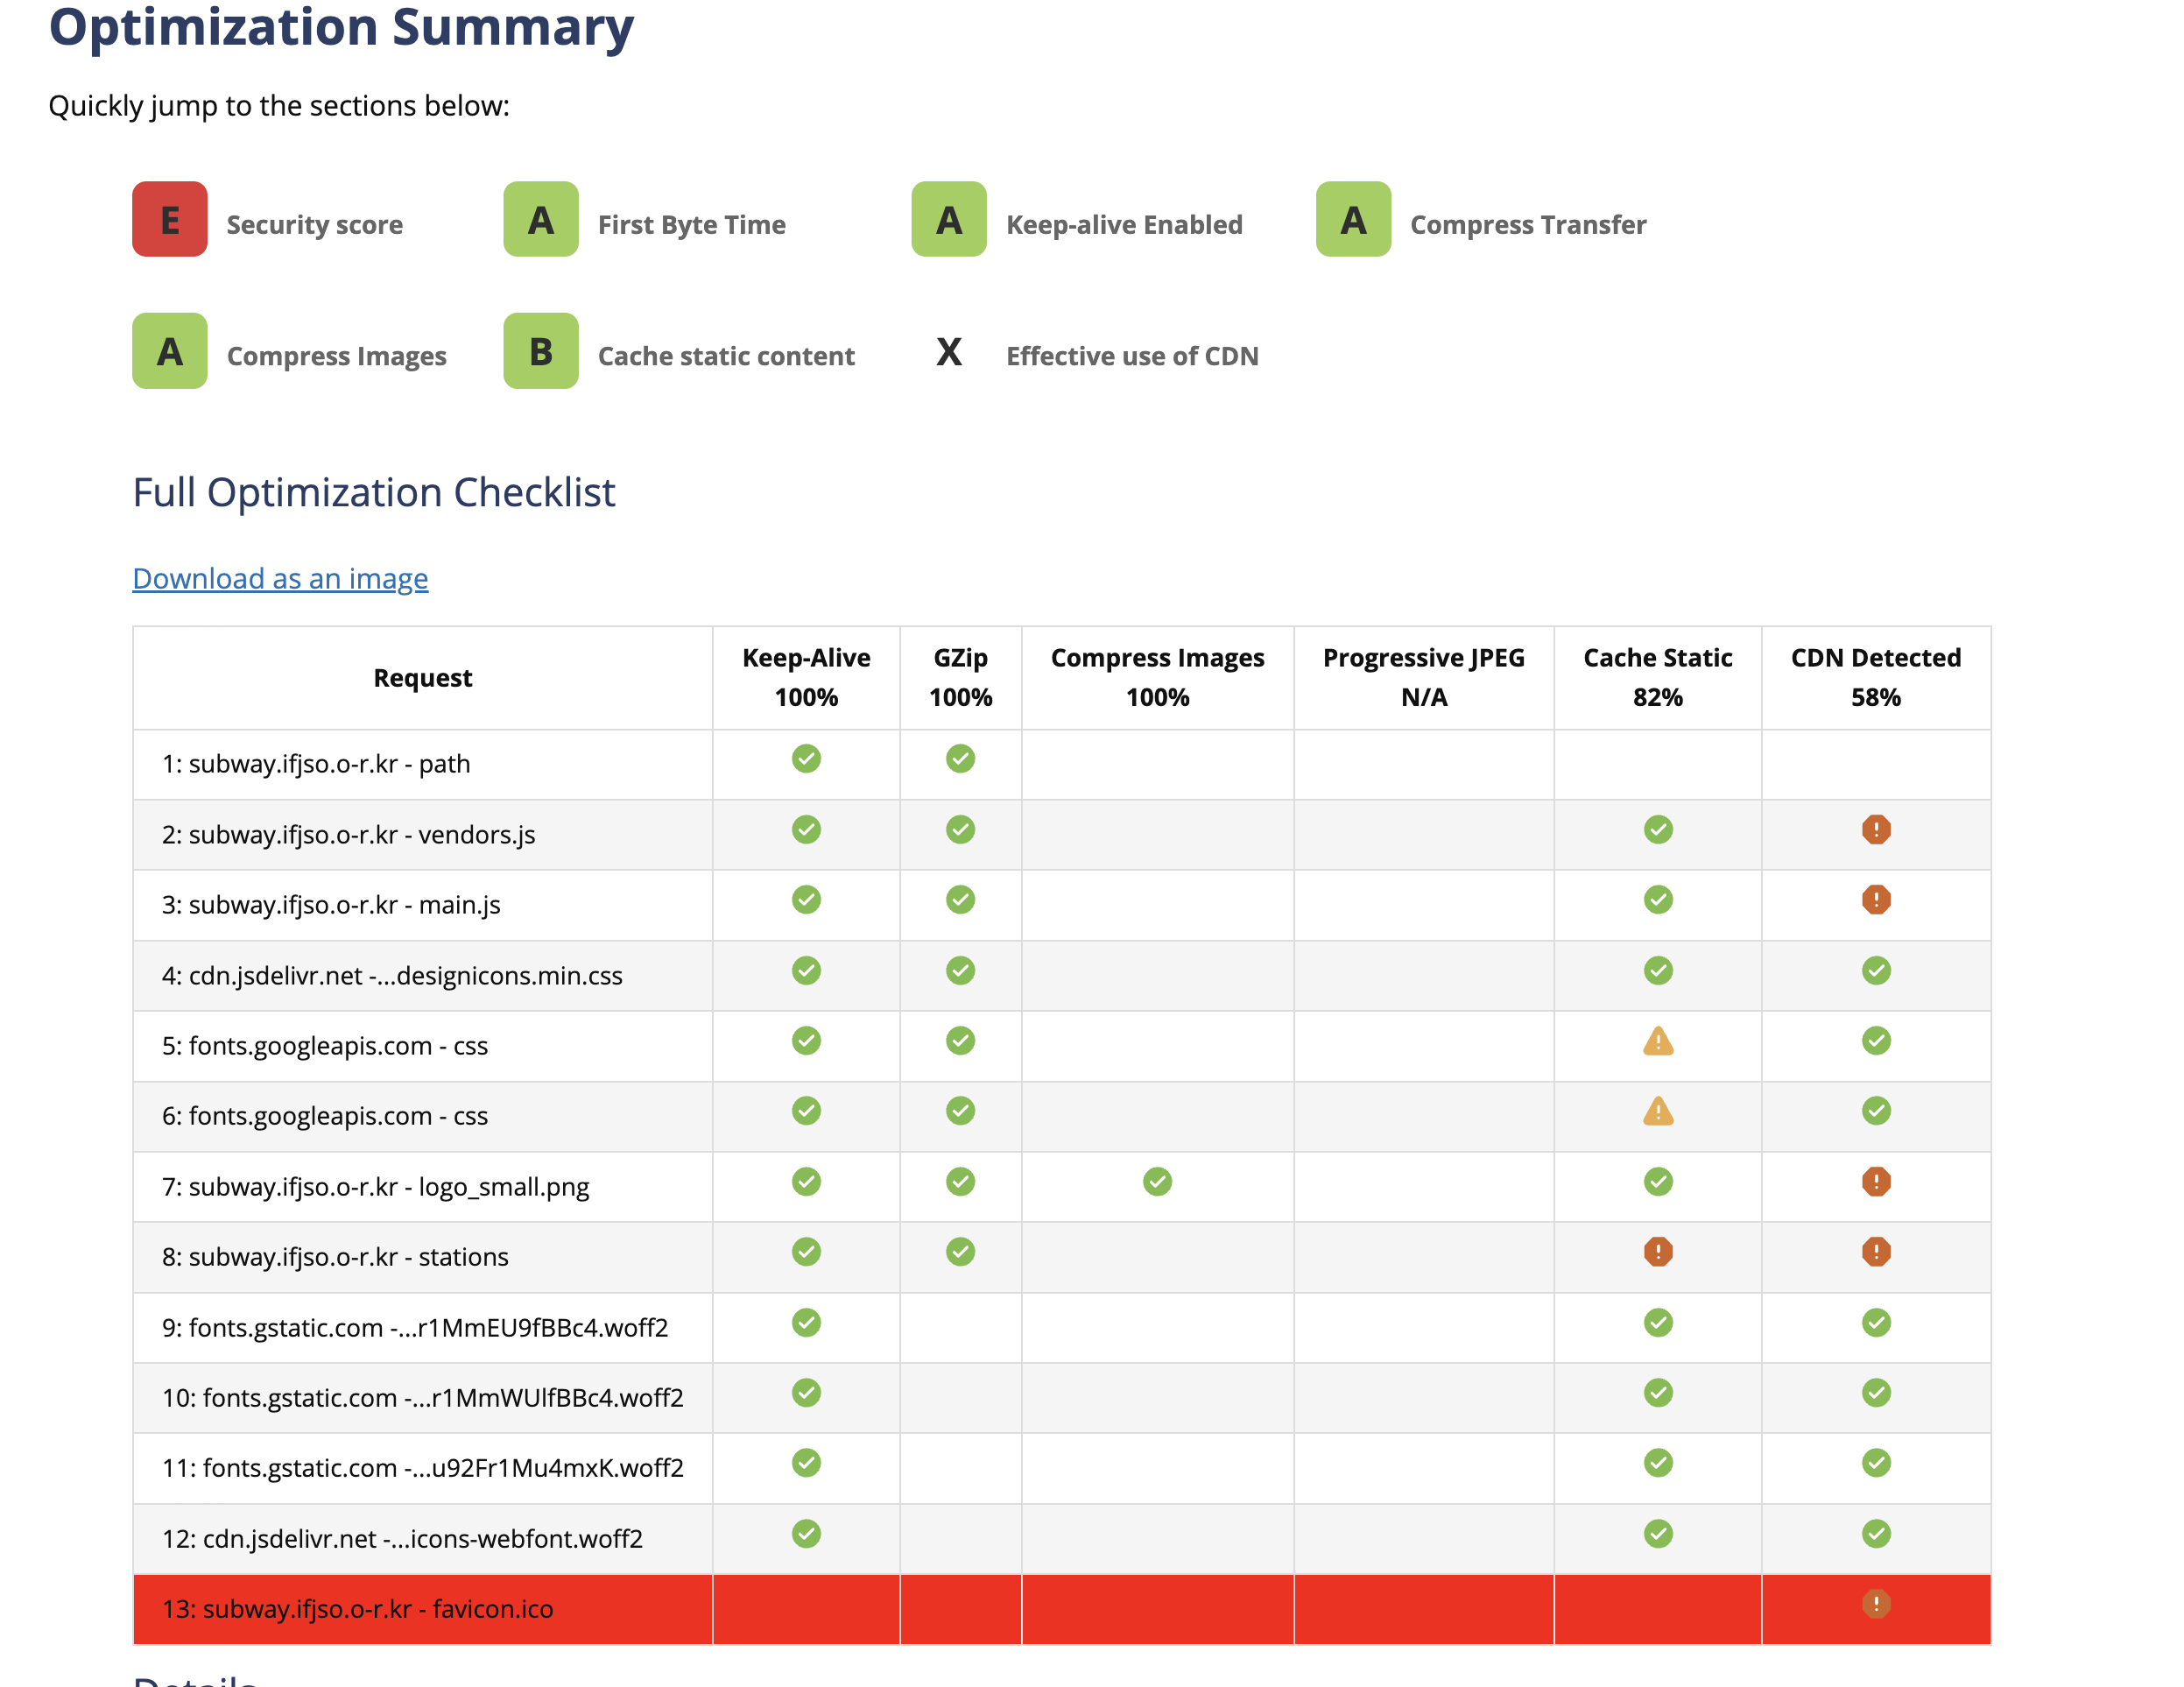 Optimization Summary
Quickly jump to the sections below:
E Security score A First Byte Time A Keep-alive Enabled A Compress Transfer
A Compress Images B Cache static content X Effective use of CDN
Full Optimization Checklist
Download as an image
Request Keep-Alive 100% GZip 100% Compress Images 100% Progressive JPEG N/A Cache Static 82% CDN Detected 58%
1: subway.ifjso.o-r.kr - path
2: subway.ifjso.o-r.kr - vendors.js
3: subway.ifjso.o-r.kr - main.js
4: cdn.jsdelivr.net -...designicons.min.css
5: fonts.googleapis.com - css
6: fonts.googleapis.com - css
7: subway.ifjso.o-r.kr - logo_small.png
8: subway.ifjso.o-r.kr - stations
9: fonts.gstatic.com -...r1MmEU9fBBc4.woff2
10: fonts.gstatic.com -...r1MmWUlfBBc4.woff2
11: fonts.gstatic.com -...u92Fr1Mu4mxK.woff2
12: cdn.jsdelivr.net -...icons-webfont.woff2
13: subway.ifjso.o-r.kr - favicon.ico
Details